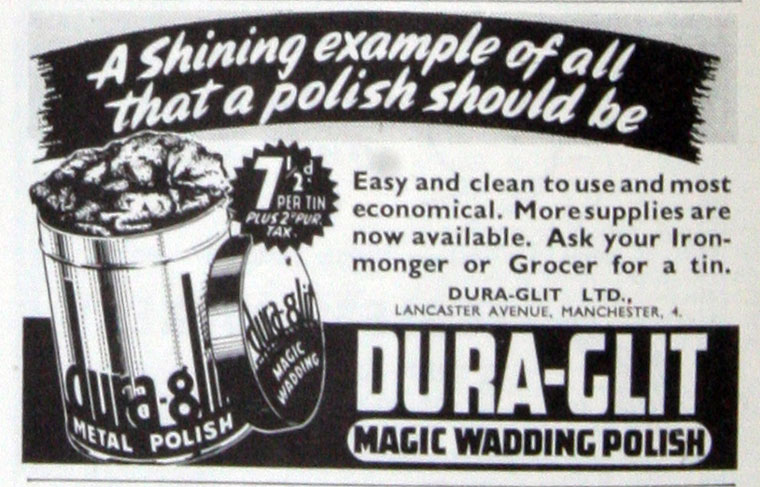 A Shining example of all
that a polish should be
7 1/2d
PER TIN
PLUS 2D PUR.
TAX.
Easy and clean to use and most
economical. More supplies are
now available. Ask your Iron-
monger or Grocer for a tin.
DURA-GLIT LTD.,
LANCASTER AVENUE, MANCHESTER, 4.
dura-glit
MAGIC
WADDING
dura-glit
METAL POLISH
DURA-GLIT
MAGIC WADDING POLISH